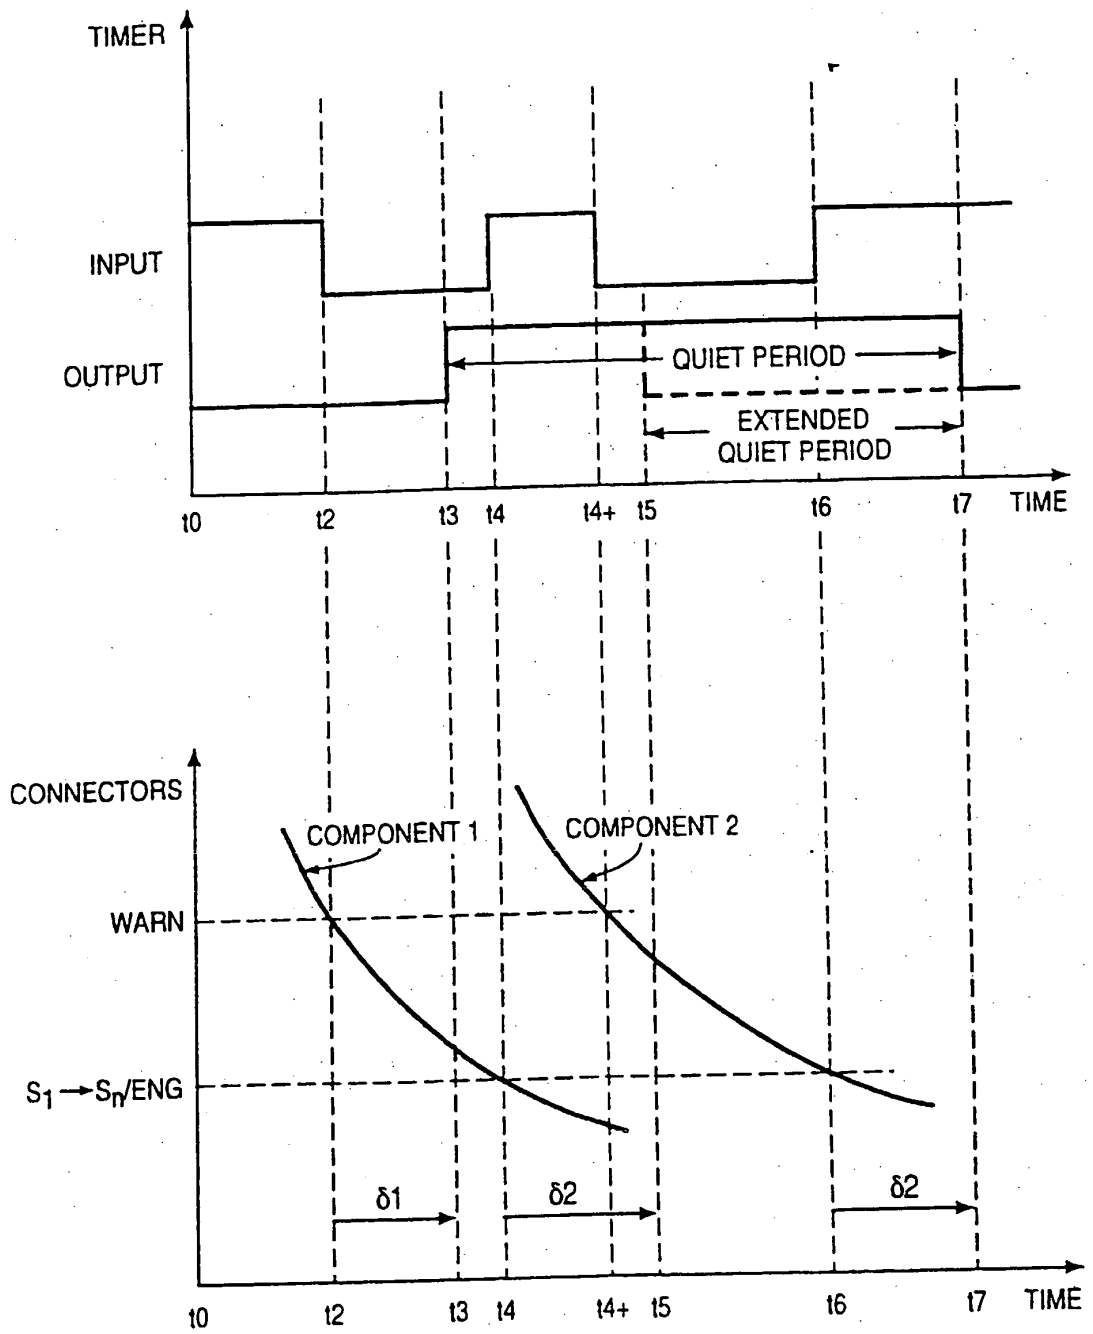 TIMER
INPUT
OUTPUT
QUIET PERIOD
EXTENDED
QUIET PERIOD
t0 t2 t3 t4 t4+ t5 t6 t7 TIME
CONNECTORS
COMPONENT 1
COMPONENT 2
WARN
S1→Sn/ENG
δ1 δ2 δ2
t0 t2 t3 t4 t4+ t5 t6 t7 TIME